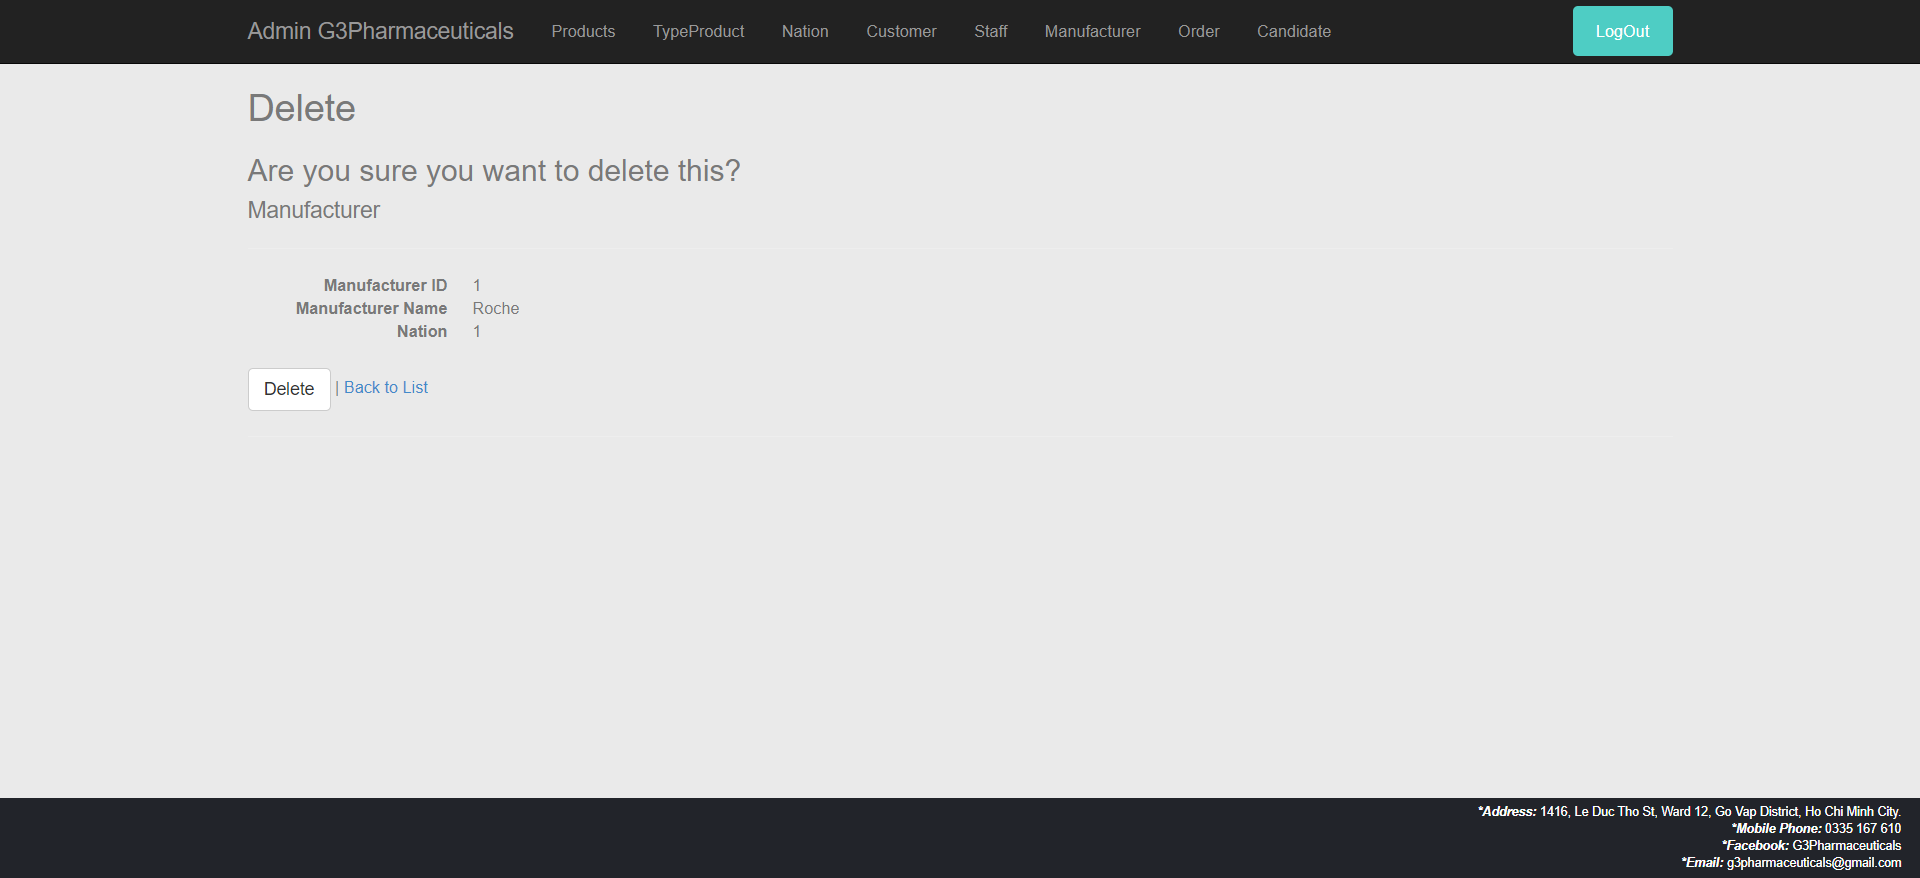 Admin G3Pharmaceuticals Products TypeProduct Nation Customer Staff Manufacturer Order Candidate LogOut
Delete
Are you sure you want to delete this?
Manufacturer
Manufacturer ID 1
Manufacturer Name Roche
Nation 1
Delete | Back to List
*Address: 1416, Le Duc Tho St, Ward 12, Go Vap District, Ho Chi Minh City.
*Mobile Phone: 0335 167 610
*Facebook: G3Pharmaceuticals
*Email: g3pharmaceuticals@gmail.com